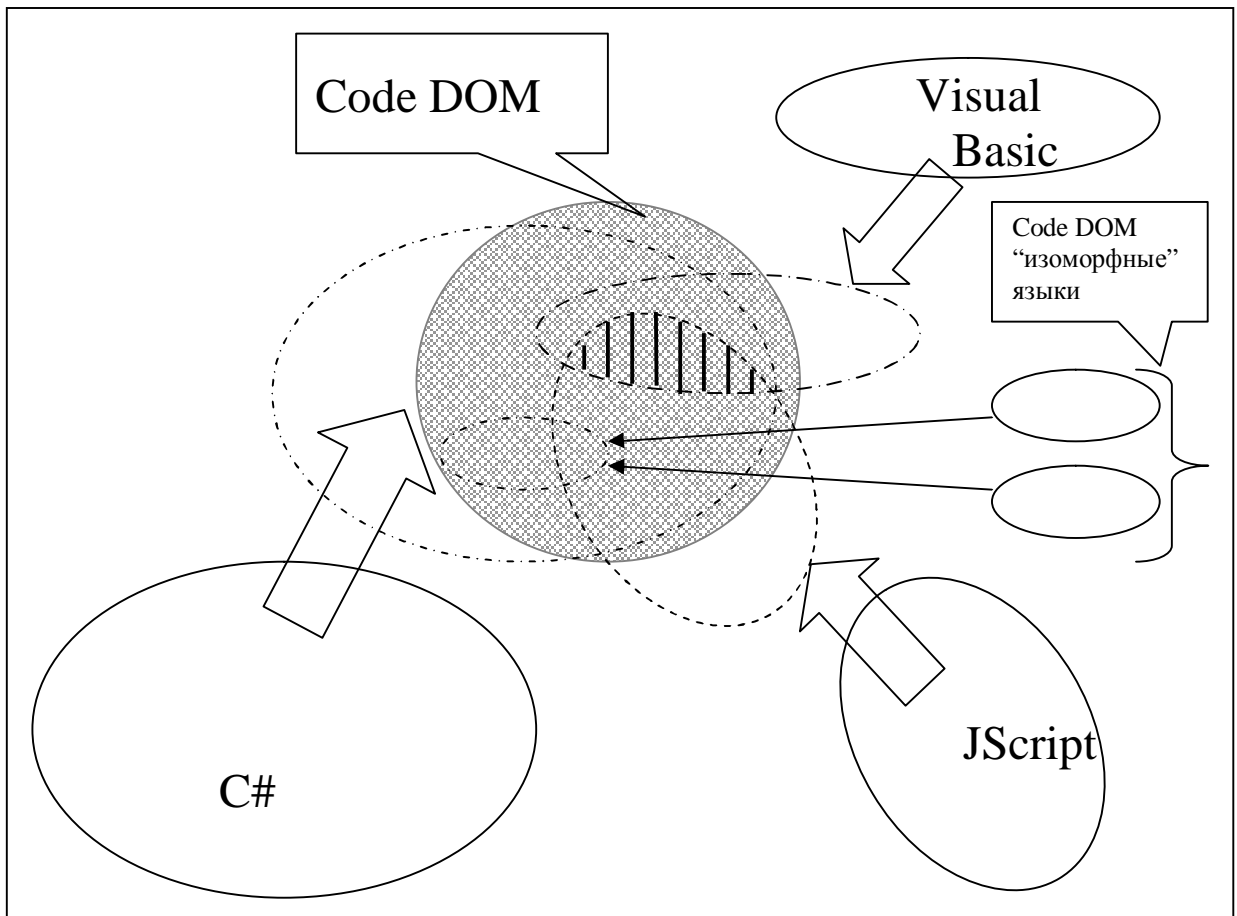 Code DOM
Visual
Basic
Code DOM
“изоморфные”
языки
C#
JScript